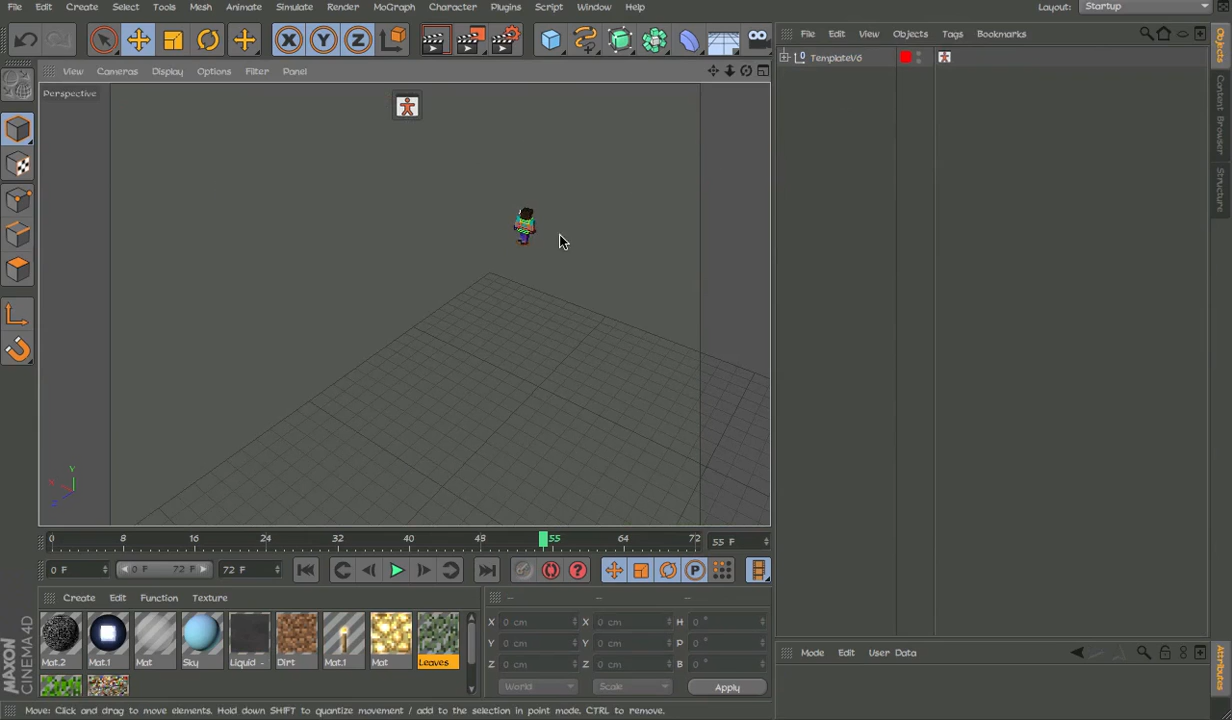 File Edit Create Select Tools Mesh Animate Simulate Render MoGraph Character Plugins Script Window Help Layout: Startup
File Edit View Objects Tags Bookmarks
View Cameras Display Options Filter Panel
TemplateV6
Perspective
Objects
Content Browser
Structure
Y
X
Z
0 8 16 24 32 40 48 55 64 72 55 F
0 F 0 F 72 F 72 F
Create Edit Function Texture
Mat.2 Mat.1 Mat Sky Liquid - Dirt Mat.1 Mat Leaves
-- -- --
X 0 cm X 0 cm H 0 °
Y 0 cm Y 0 cm P 0 °
Z 0 cm Z 0 cm B 0 °
World Scale Apply
Mode Edit User Data
Attributes
MAXON CINEMA 4D
Move: Click and drag to move elements. Hold down SHIFT to quantize movement / add to the selection in point mode. CTRL to remove.